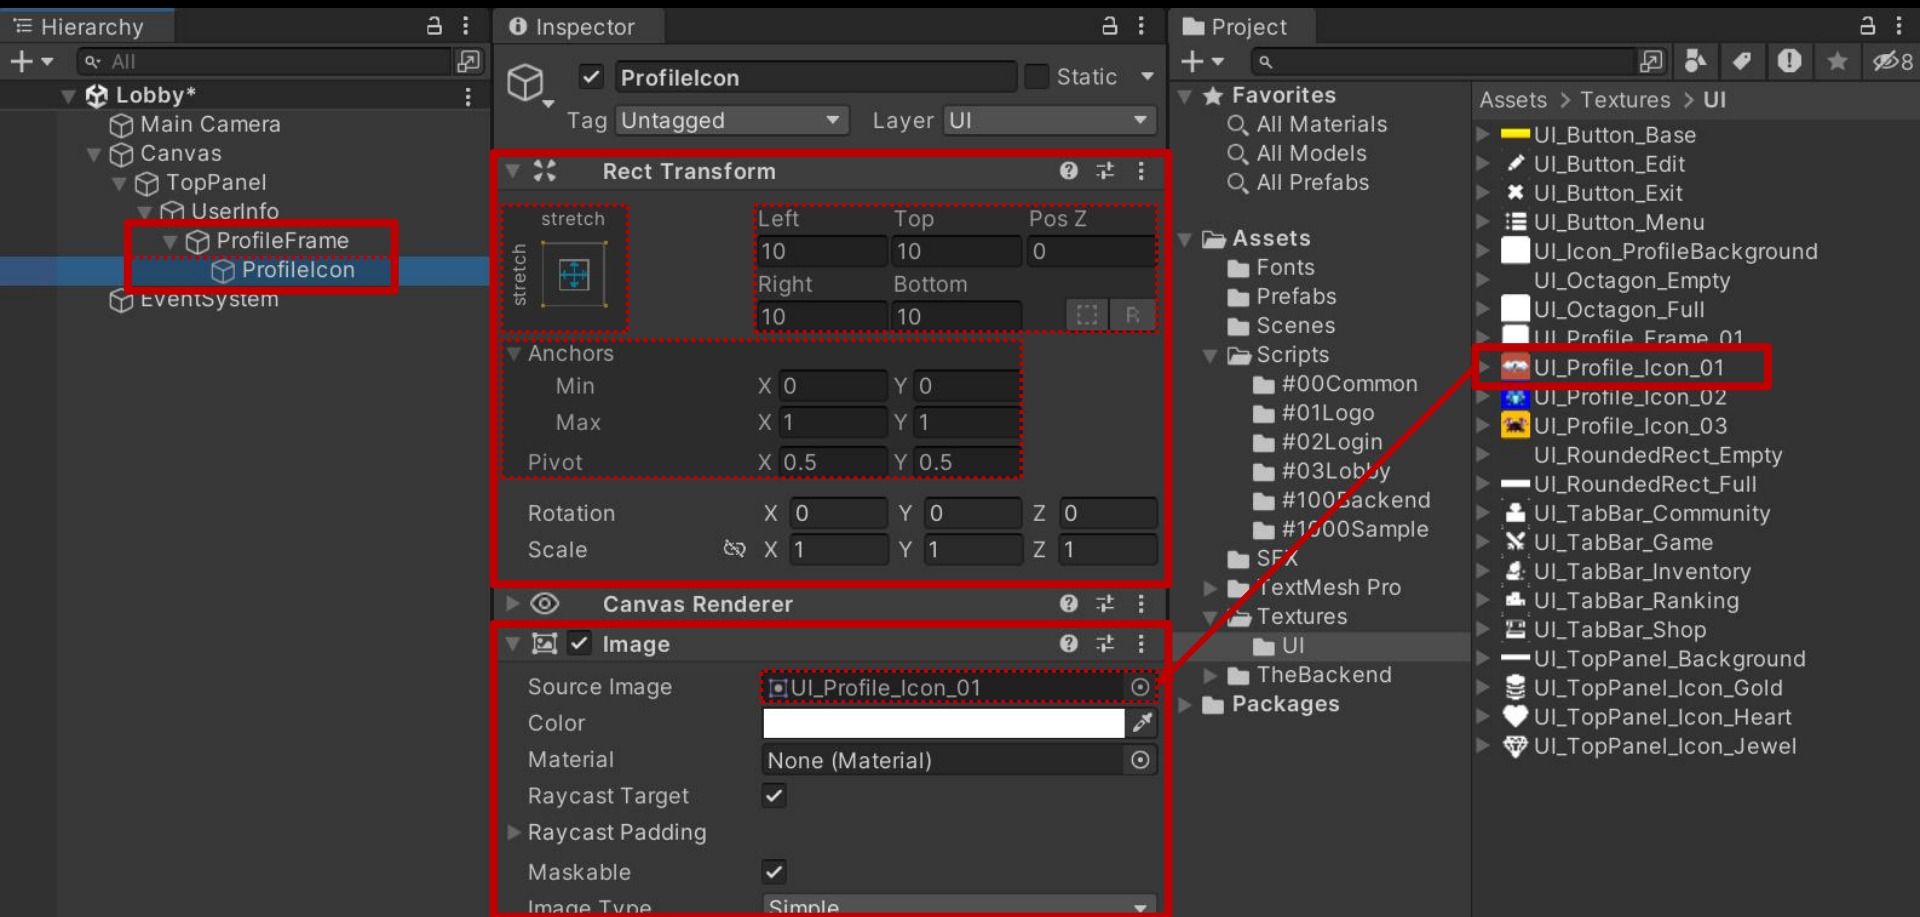 Hierarchy
All
Lobby*
Main Camera
Canvas
TopPanel
UserInfo
ProfileFrame
ProfileIcon
EventSystem
Inspector
ProfileIcon
Static
Tag Untagged
Layer UI
Rect Transform
stretch
stretch
Left Top Pos Z
10 10 0
Right Bottom
10 10
R
Anchors
Min X 0 Y 0
Max X 1 Y 1
Pivot X 0.5 Y 0.5
Rotation X 0 Y 0 Z 0
Scale X 1 Y 1 Z 1
Canvas Renderer
Image
Source Image UI_Profile_Icon_01
Color
Material None (Material)
Raycast Target
Raycast Padding
Maskable
Image Type Simple
Project
8
Favorites
All Materials
All Models
All Prefabs
Assets
Fonts
Prefabs
Scenes
Scripts
#00Common
#01Logo
#02Login
#03Lobby
#100Backend
#1000Sample
SFX
TextMesh Pro
Textures
UI
TheBackend
Packages
Assets > Textures > UI
UI_Button_Base
UI_Button_Edit
UI_Button_Exit
UI_Button_Menu
UI_Icon_ProfileBackground
UI_Octagon_Empty
UI_Octagon_Full
UI_Profile_Frame_01
UI_Profile_Icon_01
UI_Profile_Icon_02
UI_Profile_Icon_03
UI_RoundedRect_Empty
UI_RoundedRect_Full
UI_TabBar_Community
UI_TabBar_Game
UI_TabBar_Inventory
UI_TabBar_Ranking
UI_TabBar_Shop
UI_TopPanel_Background
UI_TopPanel_Icon_Gold
UI_TopPanel_Icon_Heart
UI_TopPanel_Icon_Jewel